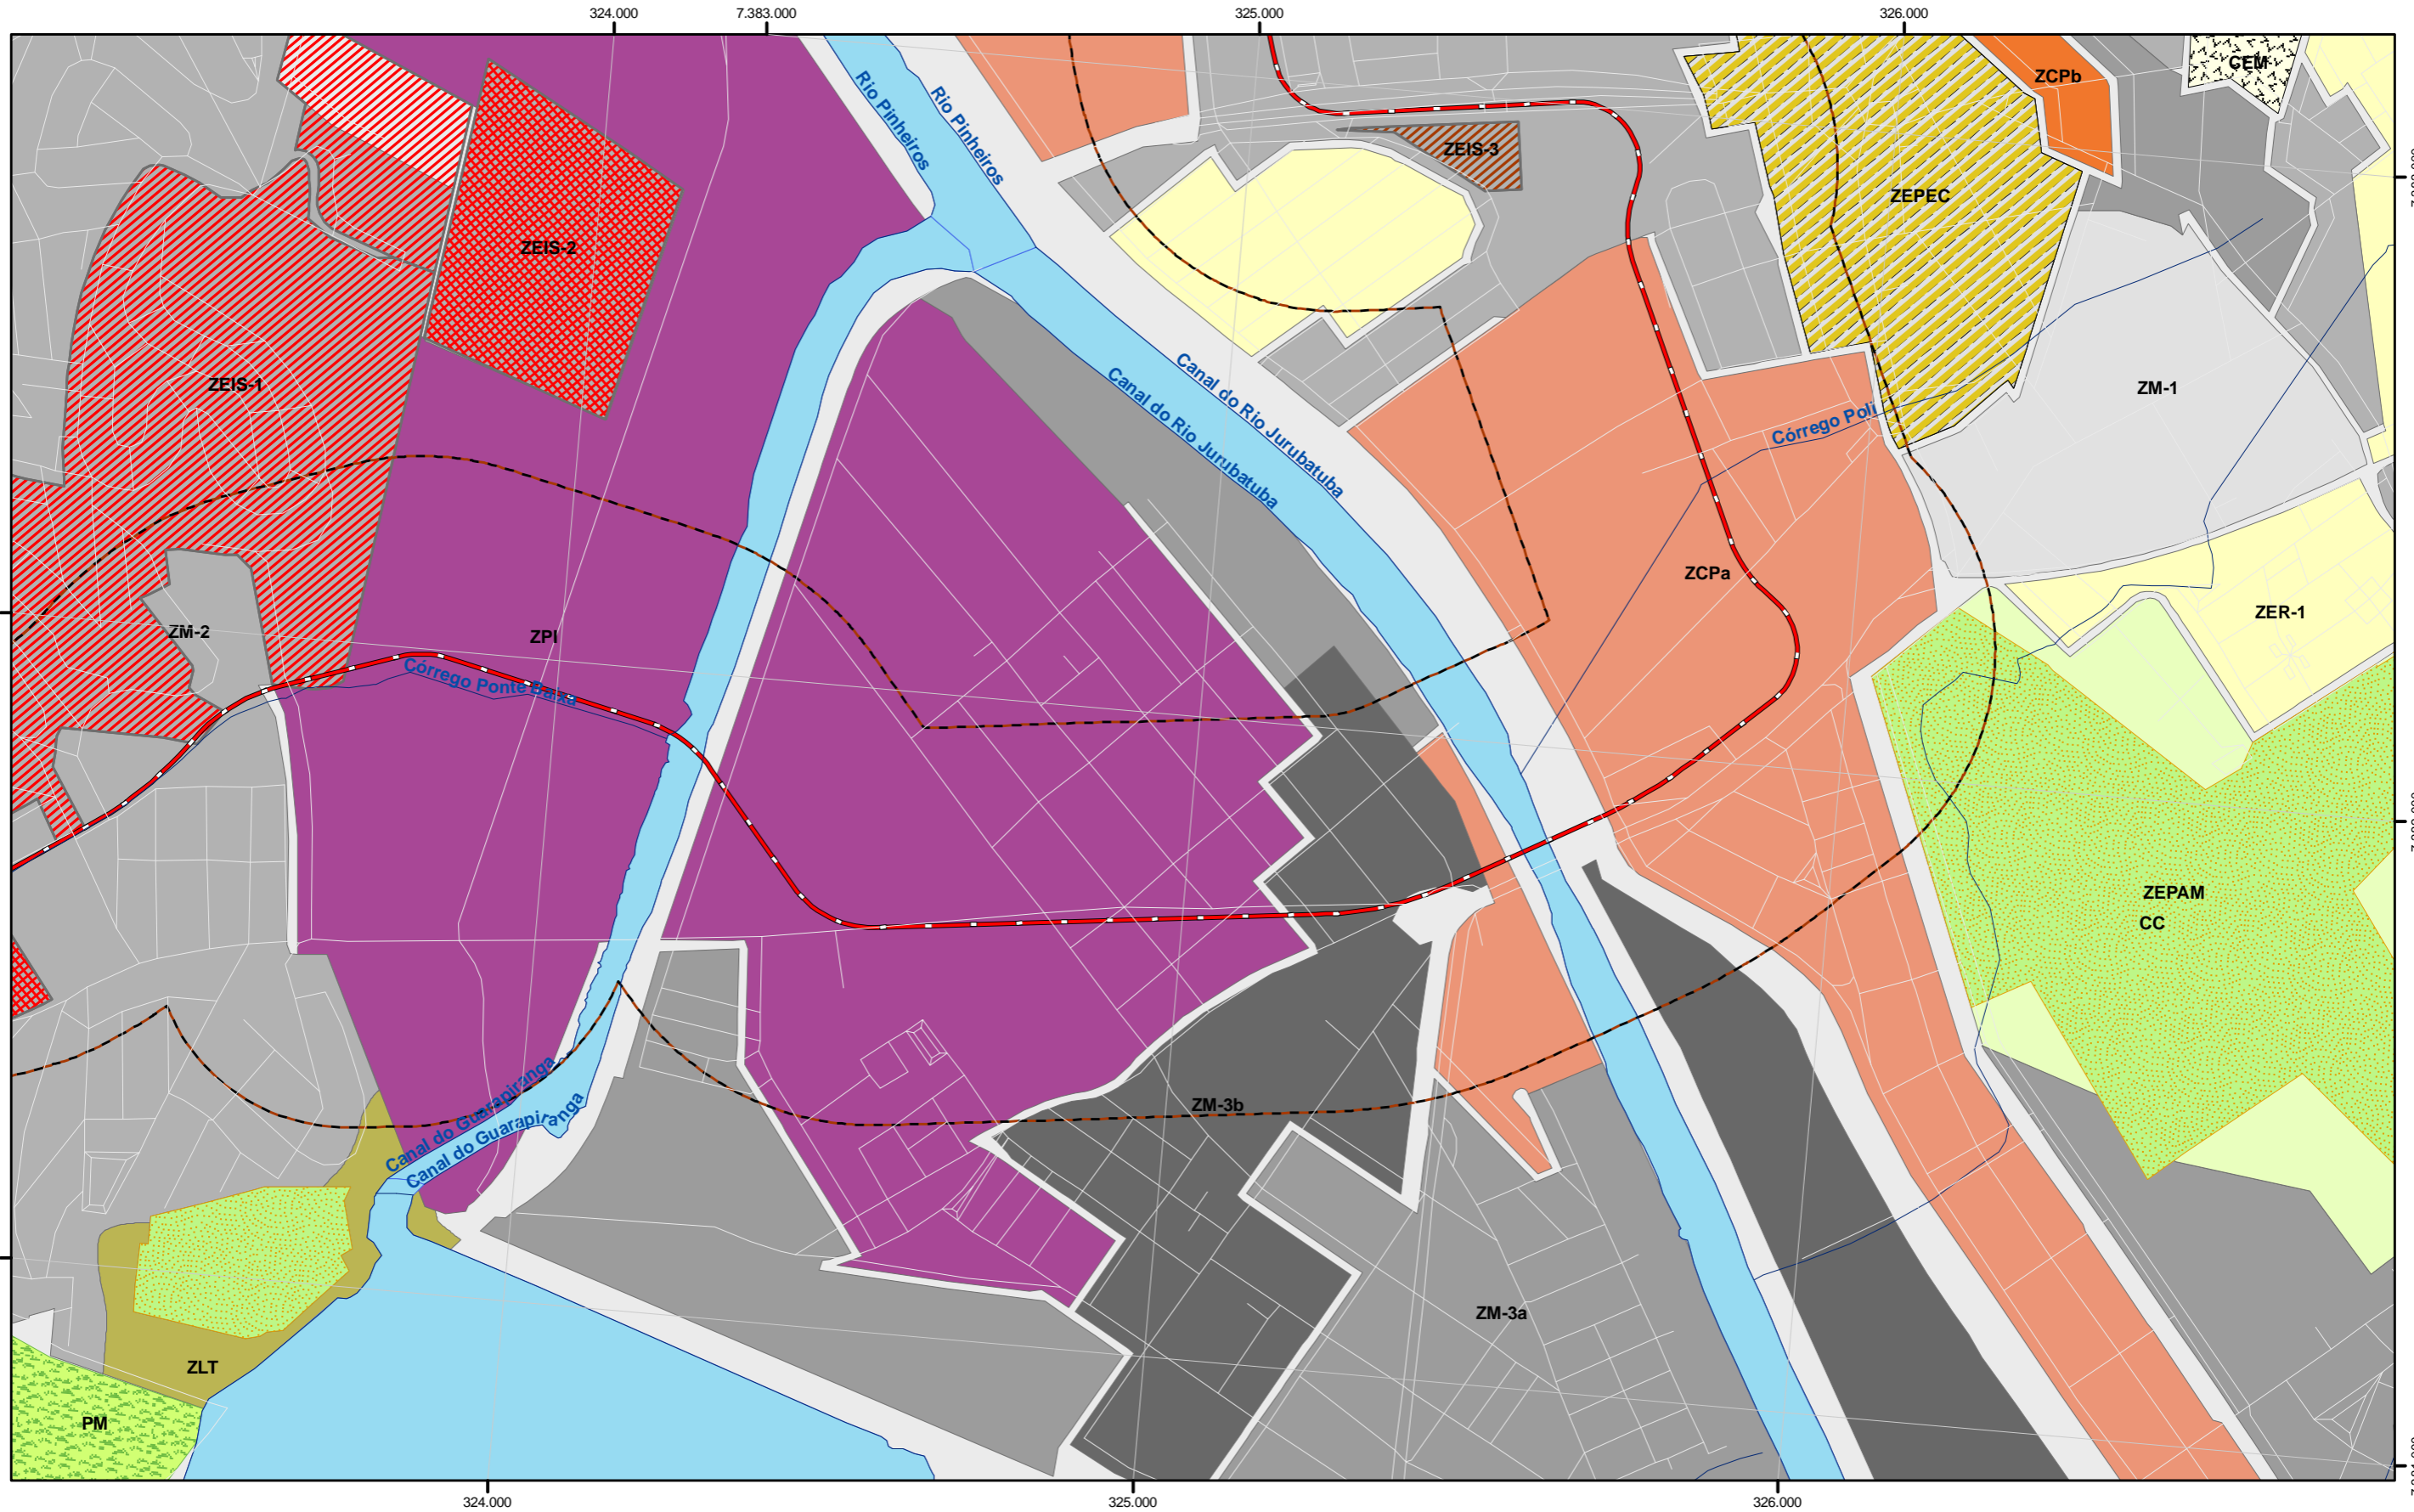 324.000
7.383.000
325.000
326.000
ZCPb
CEM
Rio Pinheiros
Rio Pinheiros
ZEIS-3
ZEPEC
ZEIS-2
ZEIS-1
Canal do Rio Jurubatuba
Canal do Rio Jurubatuba
ZM-1
Córrego Poli
ZCPa
ZER-1
ZM-2
ZPI
Córrego Ponte Baixa
ZEPAM
CC
Canal do Guarapiranga
Canal do Guarapiranga
ZM-3b
ZM-3a
ZLT
PM
324.000
325.000
326.000